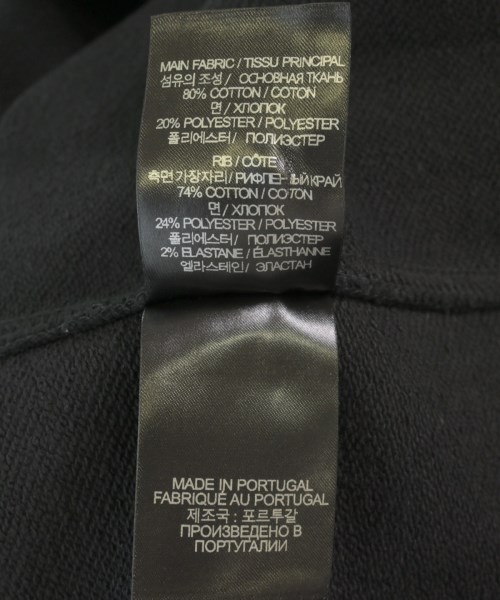 MAIN FABRIC / TISSU PRINCIPAL
섬유의 조성 / ОСНОВНАЯ ТКАНЬ
80% COTTON / COTON
면 / ХЛОПОК
20% POLYESTER / POLYESTER
폴리에스터 / ПОЛИЭСТЕР
RIB / CÔTE
측면 가장자리 / РИФЛЕННЫЙ КРАЙ
74% COTTON / COTON
면 / ХЛОПОК
24% POLYESTER / POLYESTER
폴리에스터 / ПОЛИЭСТЕР
2% ELASTANE / ÉLASTHANNE
엘라스테인 / ЭЛАСТАН
MADE IN PORTUGAL
FABRIQUÉ AU PORTUGAL
제조국 : 포르투갈
ПРОИЗВЕДЕНО В
ПОРТУГАЛИИ